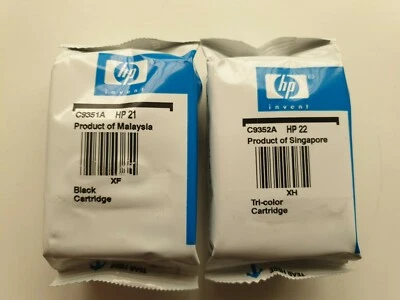 hp
invent
C9351A HP 21
Product of Malaysia
XF
Black
Cartridge
hp
invent
C9352A HP 22
Product of Singapore
XH
Tri-color
Cartridge